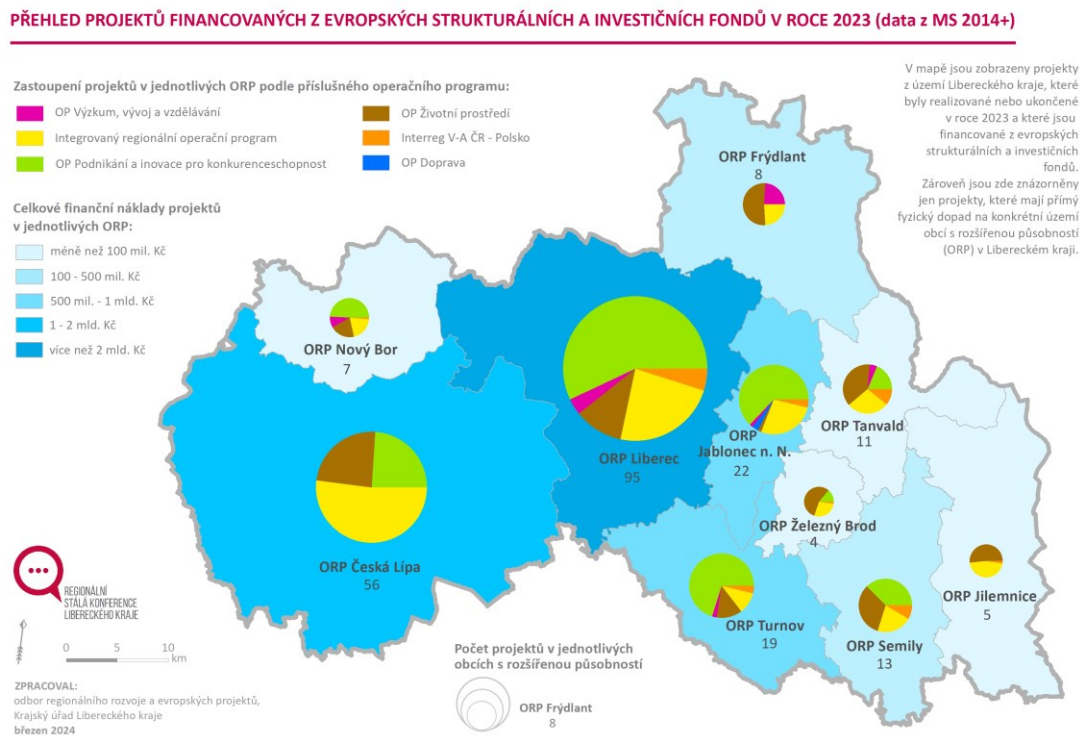 PŘEHLED PROJEKTŮ FINANCOVANÝCH Z EVROPSKÝCH STRUKTURÁLNÍCH A INVESTIČNÍCH FONDŮ V ROCE 2023 (data z MS 2014+)
Zastoupení projektů v jednotlivých ORP podle příslušného operačního programu:
OP Výzkum, vývoj a vzdělávání
Integrovaný regionální operační program
OP Podnikání a inovace pro konkurenceschopnost
OP Životní prostředí
Interreg V-A ČR - Polsko
OP Doprava
V mapě jsou zobrazeny projekty
z území Libereckého kraje, které
byly realizované nebo ukončené
v roce 2023 a které jsou
financované z evropských
strukturálních a investičních
fondů.
Zároveň jsou zde znázorněny
jen projekty, které mají přímý
fyzický dopad na konkrétní území
obcí s rozšířenou působností
(ORP) v Libereckém kraji.
Celkové finanční náklady projektů
v jednotlivých ORP:
méně než 100 mil. Kč
100 - 500 mil. Kč
500 mil. - 1 mld. Kč
1 - 2 mld. Kč
více než 2 mld. Kč
ORP Frýdlant
8
ORP Nový Bor
7
ORP Liberec
95
ORP
Jablonec n. N.
22
ORP Tanvald
11
ORP Železný Brod
4
ORP Česká Lípa
56
ORP Turnov
19
ORP Semily
13
ORP Jilemnice
5
REGIONÁLNÍ
STÁLÁ KONFERENCE
LIBERECKÉHO KRAJE
0 5 10
km
ZPRACOVAL:
odbor regionálního rozvoje a evropských projektů,
Krajský úřad Libereckého kraje
březen 2024
Počet projektů v jednotlivých
obcích s rozšířenou působností
ORP Frýdlant
8